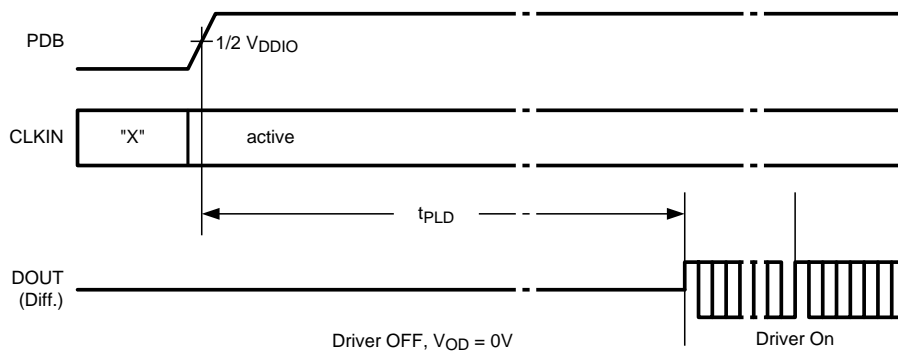 PDB
1/2 VDDIO
CLKIN
"X"
active
tPLD
DOUT
(Diff.)
Driver OFF, VOD = 0V
Driver On